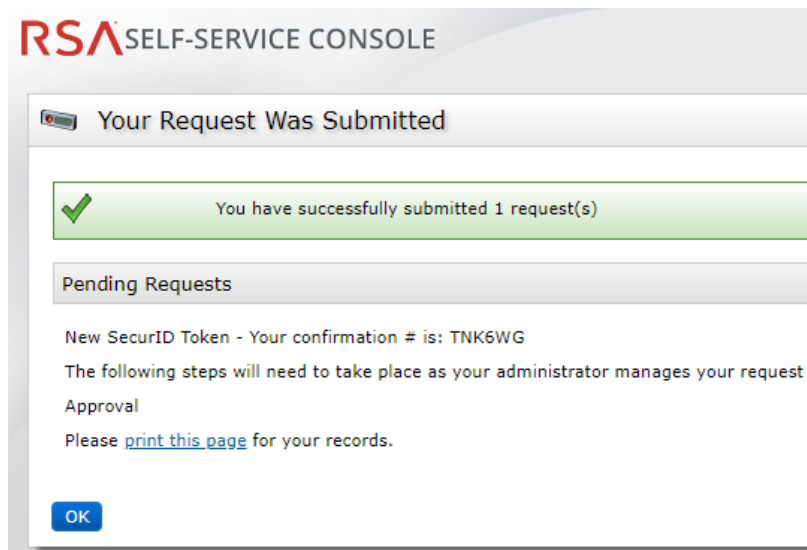 RSA SELF-SERVICE CONSOLE
Your Request Was Submitted
You have successfully submitted 1 request(s)
Pending Requests
New SecurID Token - Your confirmation # is: TNK6WG
The following steps will need to take place as your administrator manages your request
Approval
Please print this page for your records.
OK